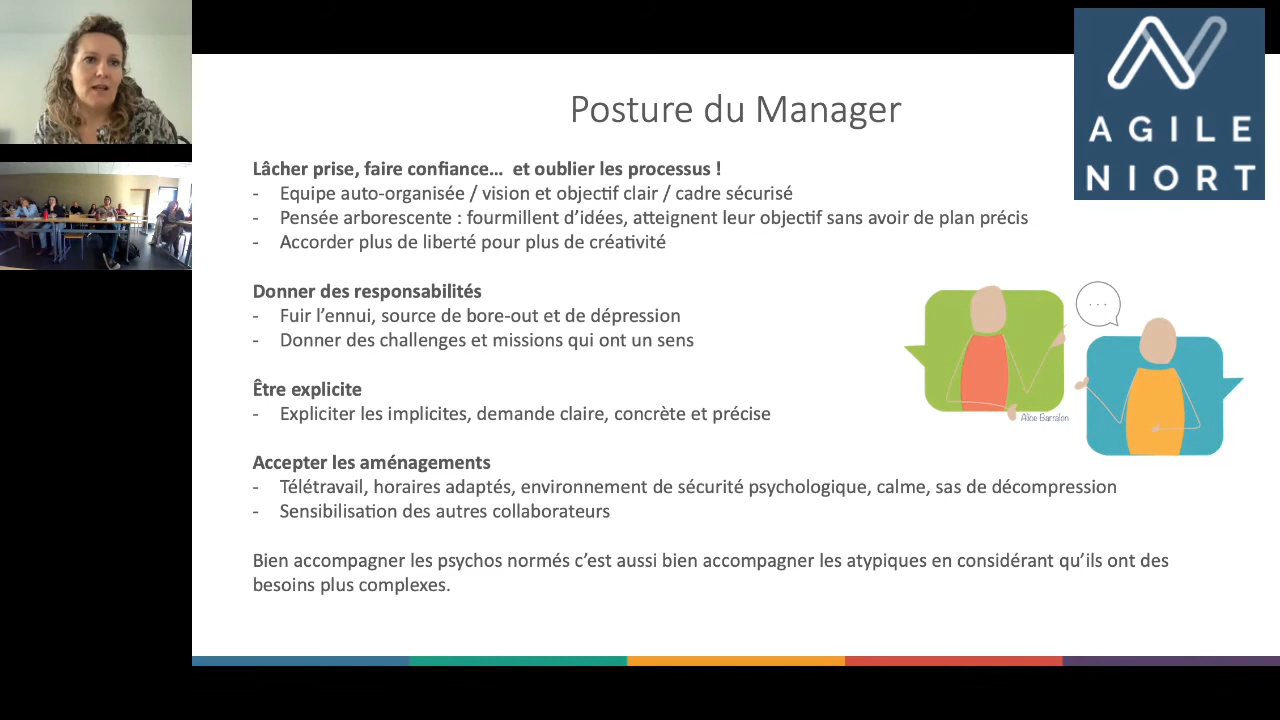 Posture du Manager
AGILE
NIORT
Lâcher prise, faire confiance… et oublier les processus !
- Equipe auto-organisée / vision et objectif clair / cadre sécurisé
- Pensée arborescente : fourmillent d'idées, atteignent leur objectif sans avoir de plan précis
- Accorder plus de liberté pour plus de créativité
Donner des responsabilités
- Fuir l'ennui, source de bore-out et de dépression
- Donner des challenges et missions qui ont un sens
Être explicite
- Expliciter les implicites, demande claire, concrète et précise
. . .
Alice Barralon
Accepter les aménagements
- Télétravail, horaires adaptés, environnement de sécurité psychologique, calme, sas de décompression
- Sensibilisation des autres collaborateurs
Bien accompagner les psychos normés c'est aussi bien accompagner les atypiques en considérant qu'ils ont des
besoins plus complexes.